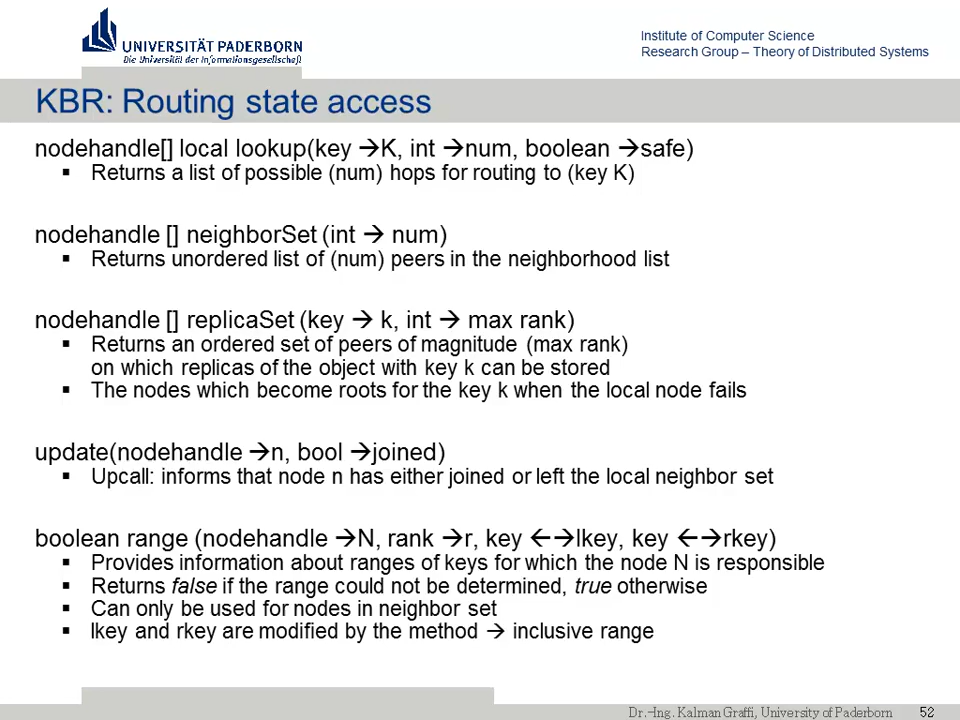 UNIVERSITÄT PADERBORN
Die Universität der Informationsgesellschaft
Institute of Computer Science
Research Group – Theory of Distributed Systems
KBR: Routing state access
nodehandle[] local lookup(key →K, int →num, boolean →safe)
▪ Returns a list of possible (num) hops for routing to (key K)
nodehandle [] neighborSet (int → num)
▪ Returns unordered list of (num) peers in the neighborhood list
nodehandle [] replicaSet (key → k, int → max rank)
▪ Returns an ordered set of peers of magnitude (max rank)
on which replicas of the object with key k can be stored
▪ The nodes which become roots for the key k when the local node fails
update(nodehandle →n, bool →joined)
▪ Upcall: informs that node n has either joined or left the local neighbor set
boolean range (nodehandle →N, rank →r, key ←→lkey, key ←→rkey)
▪ Provides information about ranges of keys for which the node N is responsible
▪ Returns false if the range could not be determined, true otherwise
▪ Can only be used for nodes in neighbor set
▪ lkey and rkey are modified by the method → inclusive range
Dr.-Ing. Kalman Graffi, University of Paderborn
52